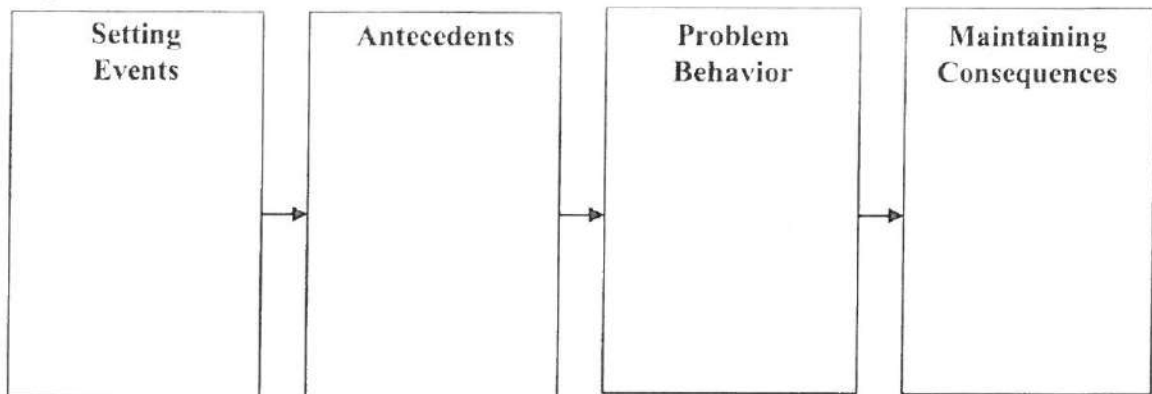 Setting
Events
Antecedents
Problem
Behavior
Maintaining
Consequences